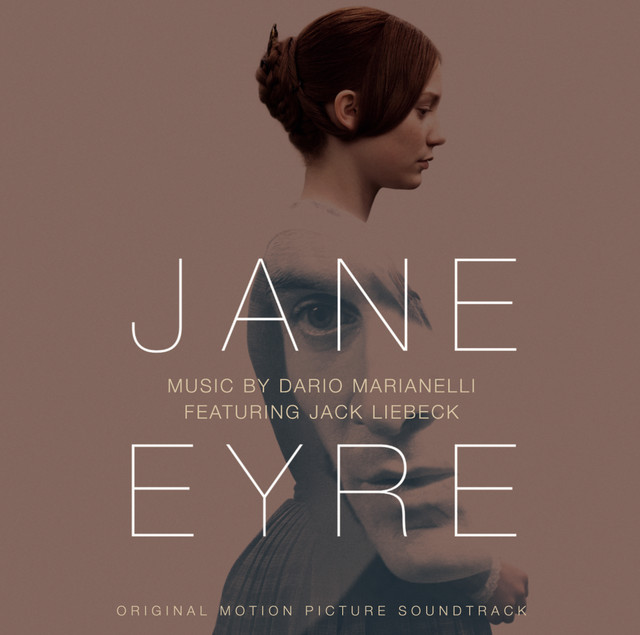 JANE
MUSIC BY DARIO MARIANELLI
FEATURING JACK LIEBECK
EYRE
ORIGINAL MOTION PICTURE SOUNDTRACK